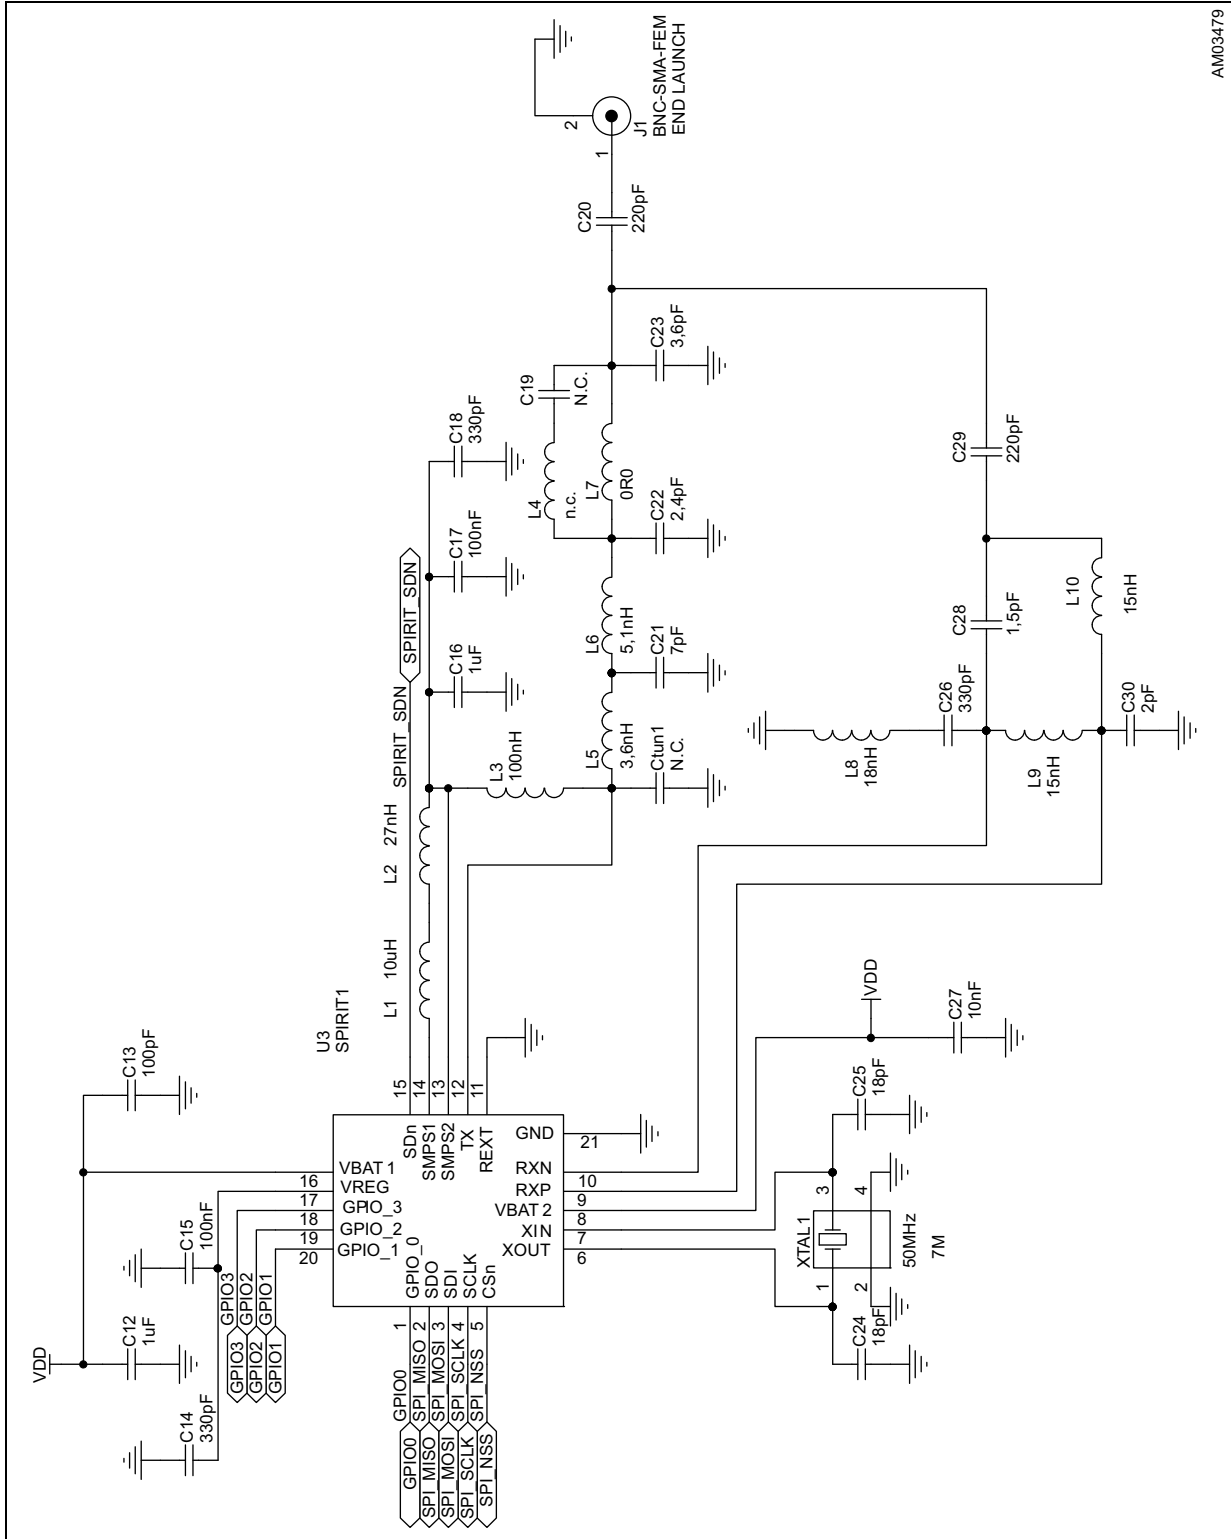 AM03479
2
1
J1
BNC-SMA-FEM
END LAUNCH
C20
220pF
C19
N.C.
C23
3,6pF
L4
n.c.
L7
0R0
C18
330pF
C22
2,4pF
C17
100nF
SPIRIT_SDN
SPIRIT_SDN
C16
1uF
L6
5,1nH
C21
7pF
L3
100nH
L5
3,6nH
Ctun1
N.C.
C29
220pF
C28
1,5pF
L10
15nH
C26
330pF
L8
18nH
L9
15nH
C30
2pF
L2 27nH
L1 10uH
U3
SPIRIT1
C13
100pF
VDD
C27
10nF
C25
18pF
15
14
13
12
11
SDn
SMPS1
SMPS2
TX
REXT
GND
21
VBAT1
16
VREG
17
GPIO_3
18
GPIO_2
19
GPIO_1
20
RXN
10
RXP
9
VBAT2
8
XIN
7
XOUT
6
GPIO_0
SDO
SDI
SCLK
CSn
1
2
3
4
5
XTAL1
3
4
1
2
50MHz
7M
C24
18pF
C15
100nF
VDD
C12
1uF
C14
330pF
GPIO3
GPIO2
GPIO1
GPIO3
GPIO2
GPIO1
GPIO0
SPI_MISO
SPI_MOSI
SPI_SCLK
SPI_NSS
GPIO0
SPI_MISO
SPI_MOSI
SPI_SCLK
SPI_NSS